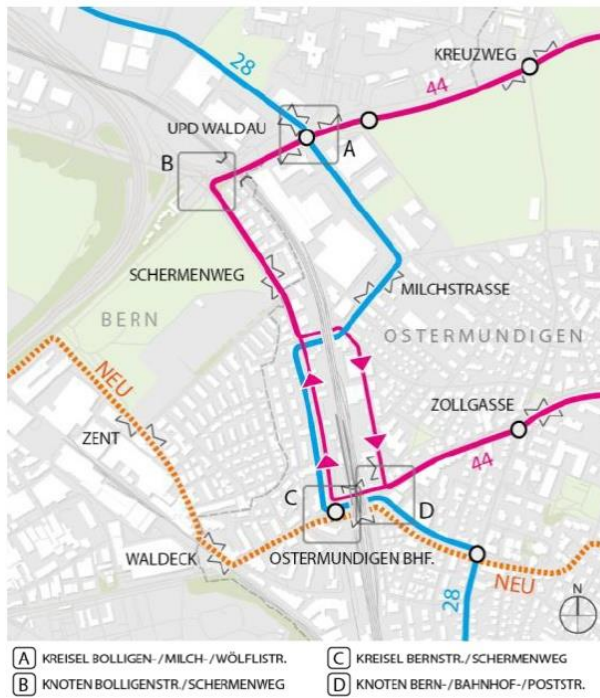 KREUZWEG
28
44
UPD WALDAU
A
B
SCHERMENWEG
MILCHSTRASSE
BERN
OSTERMUNDIGEN
NEU
ZOLLGASSE
ZENT
44
C
D
WALDECK
OSTERMUNDIGEN BHF.
NEU
28
N
A KREISEL BOLLIGEN-/MILCH-/WÖLFLISTR.
B KNOTEN BOLLIGENSTR./SCHERMENWEG
C KREISEL BERNSTR./SCHERMENWEG
D KNOTEN BERN-/BAHNHOF-/POSTSTR.